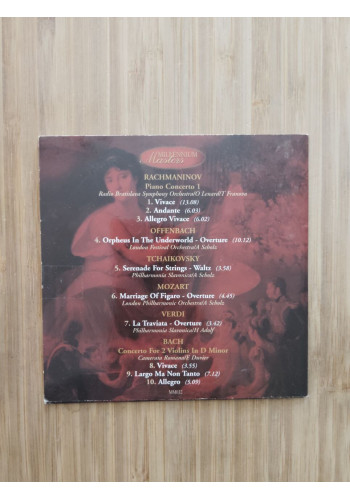 MILLENNIUM
Masters
RACHMANINOV
Piano Concerto 1
Radio Bratislava Symphony Orchestra/O Lenard/T Fransova
1. Vivace (13.08)
2. Andante (6.03)
3. Allegro Vivace (6.02)
OFFENBACH
4. Orpheus In The Underworld - Overture (10.12)
London Festival Orchestra/A Scholz
TCHAIKOVSKY
5. Serenade For Strings - Waltz (3.58)
Philharmonia Slavonica/A Scholz
MOZART
6. Marriage Of Figaro - Overture (4.45)
London Philharmonic Orchestra/A Scholz
VERDI
7. La Traviata - Overture (3.42)
Philharmonia Slavonica/H Adolf
BACH
Concerto For 2 Violins In D Minor
Camerata Romana/E Duvier
8. Vivace (3.55)
9. Largo Ma Non Tanto (7.12)
10. Allegro (5.09)